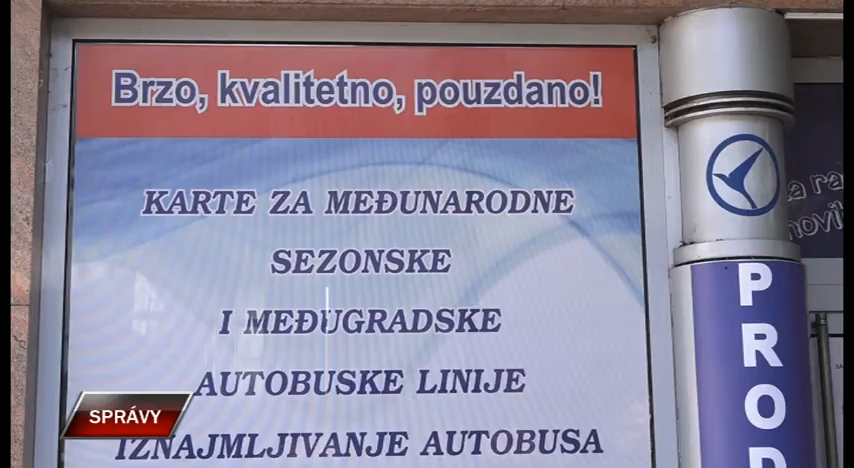 Brzo, kvalitetno, pouzdano!
KARTE ZA MEĐUNARODNE
SEZONSKE
I MEĐUGRADSKE
AUTOBUSKE LINIJE
IZNAJMLJIVANJE AUTOBUSA
PROD
SPRÁVY